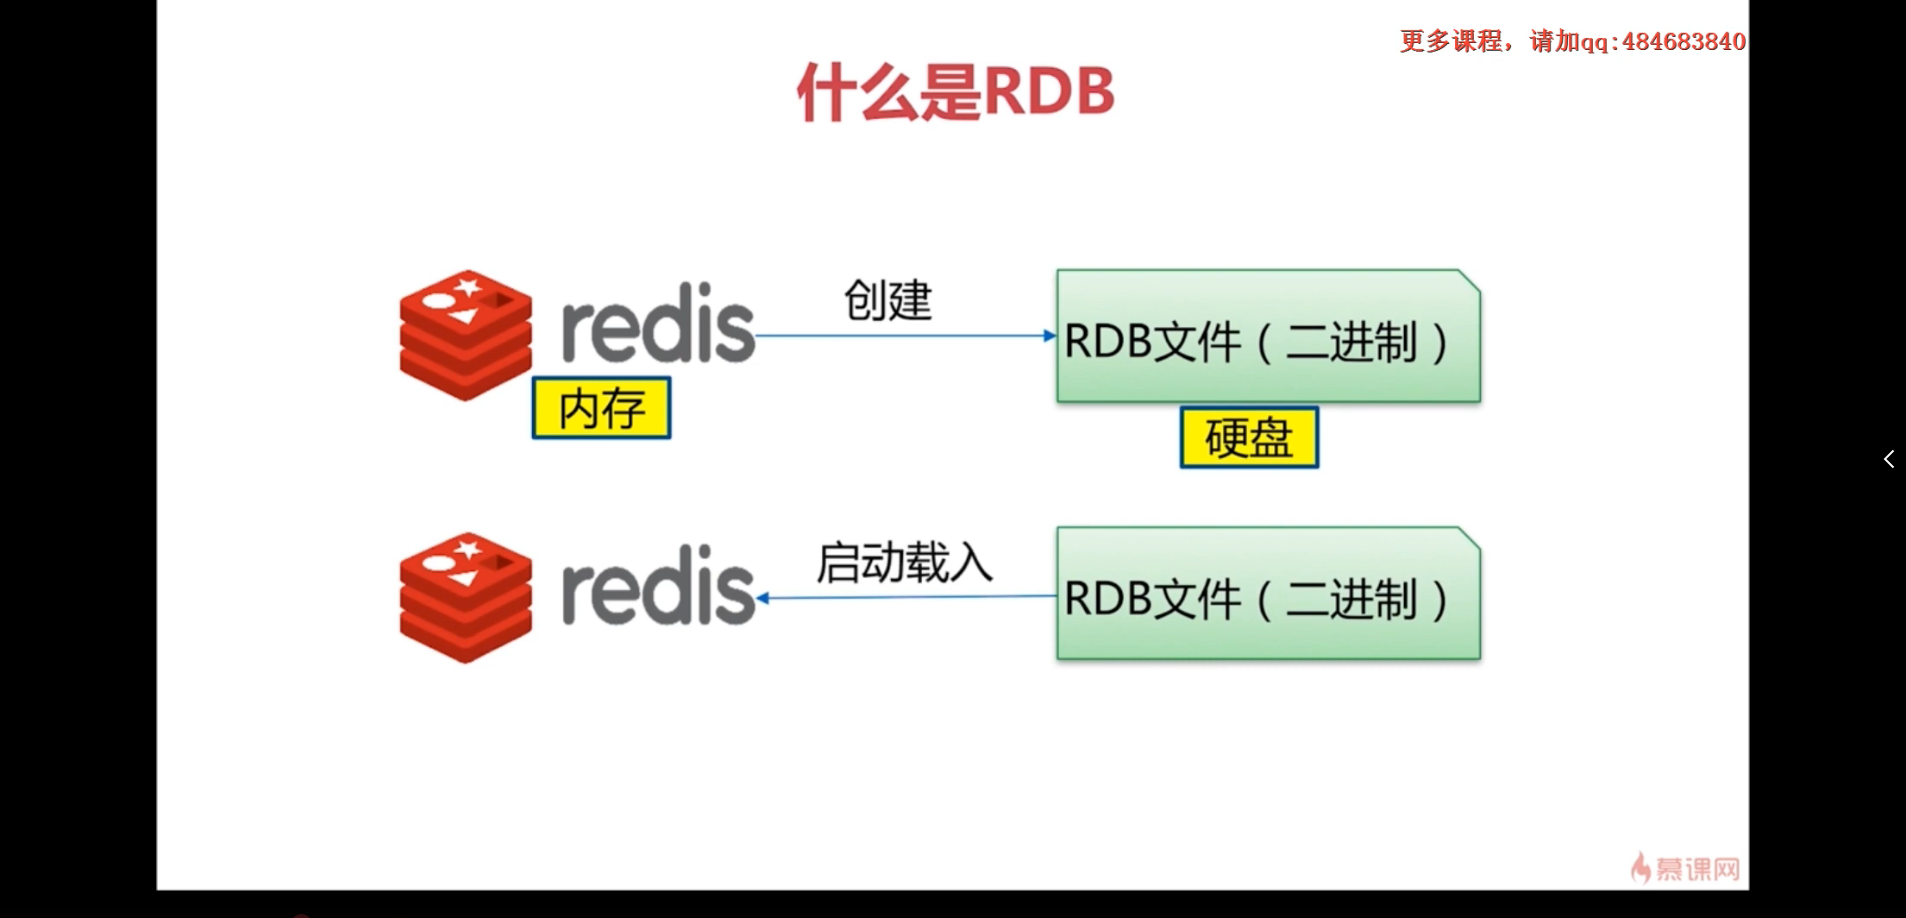 更多课程，请加qq:484683840
什么是RDB
redis
创建
RDB文件（二进制）
内存
硬盘
redis
启动载入
RDB文件（二进制）
慕课网